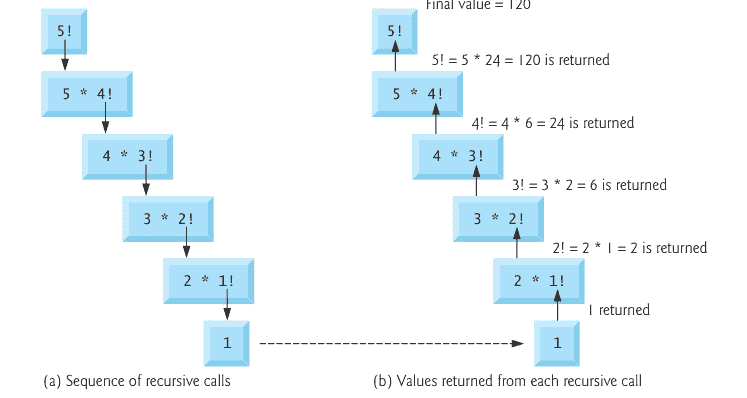 Final value = 120
5!
5!
5! = 5 * 24 = 120 is returned
5 * 4!
5 * 4!
4! = 4 * 6 = 24 is returned
4 * 3!
4 * 3!
3! = 3 * 2 = 6 is returned
3 * 2!
3 * 2!
2! = 2 * 1 = 2 is returned
2 * 1!
2 * 1!
1 returned
1
1
(a) Sequence of recursive calls
(b) Values returned from each recursive call